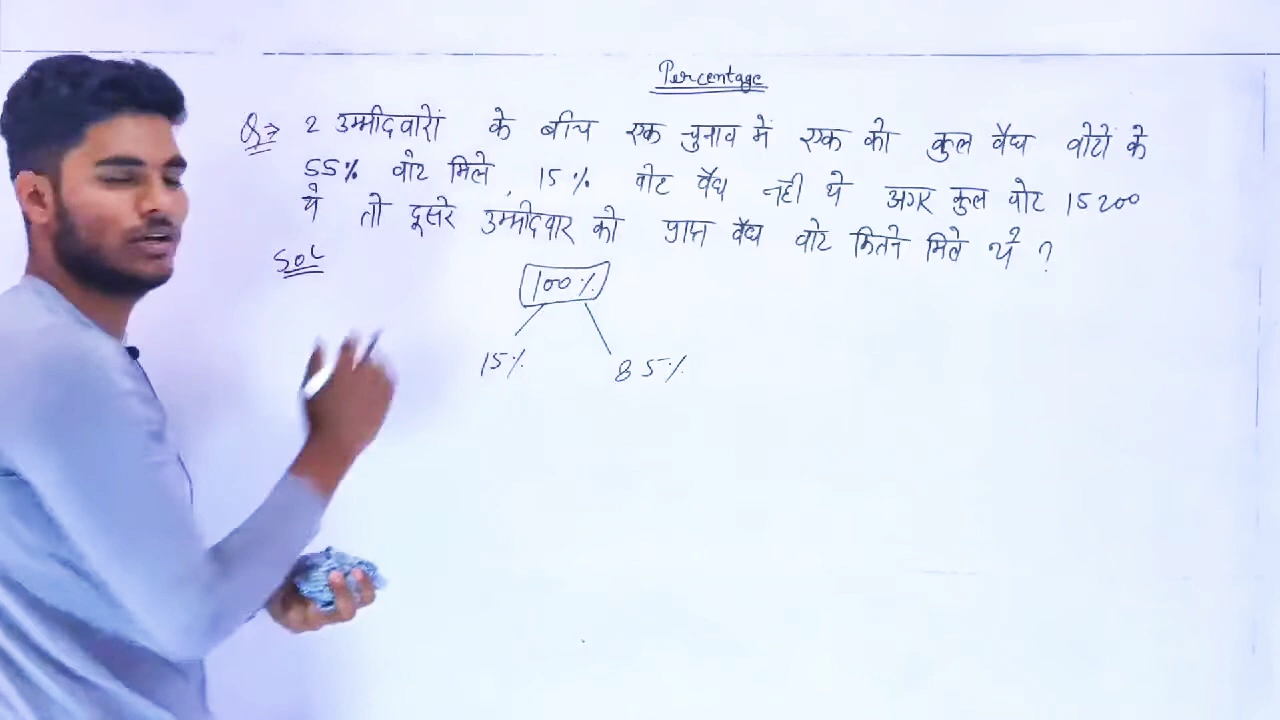 Percentage
Q→ 2 उम्मीदवारों के बीच एक चुनाव में एक को कुल वैध वोटों के
55% वोट मिले, 15% वोट वैध नही थे अगर कुल वोट 15200
थे तो दूसरे उम्मीदवार को प्राप्त वैध वोट कितने मिले थे ?
Sol
100%
15% 85%